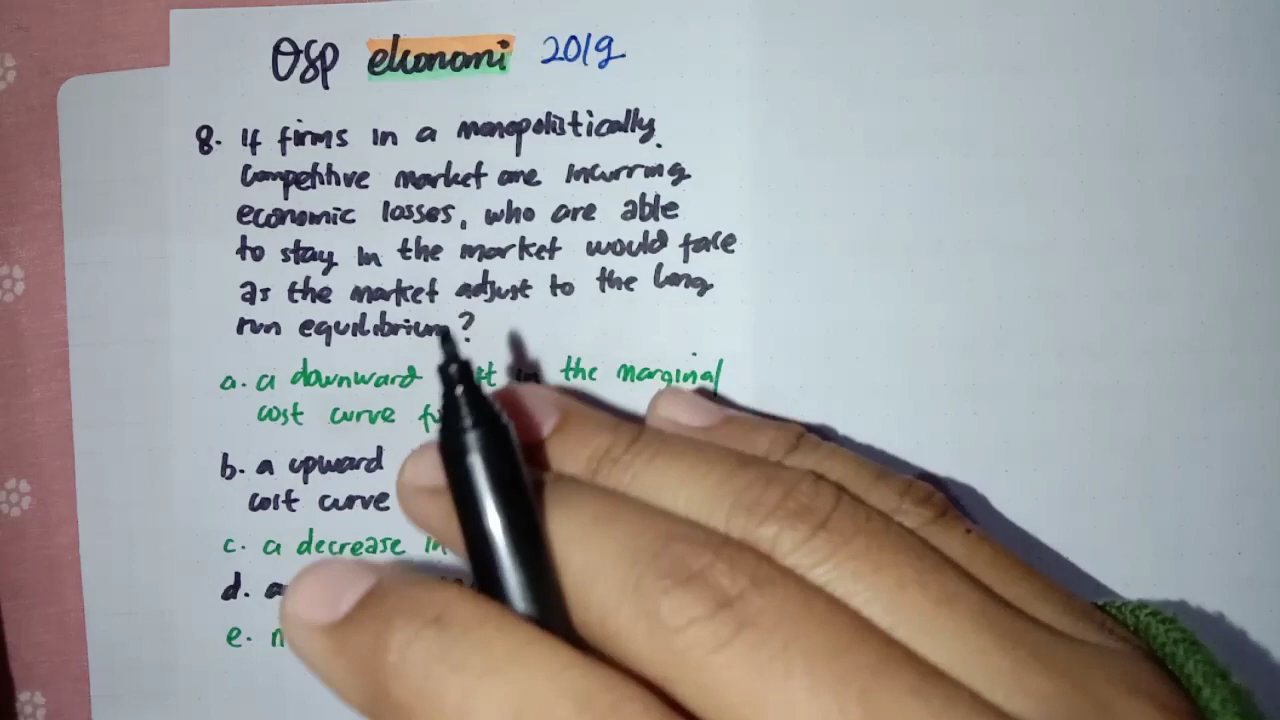 OSP ekonomi 2019
8. If firms in a monopolistically
competitive market are incurring
economic losses, who are able
to stay in the market would face
as the market adjust to the long
run equilibrium?
a. a downward in the marginal
cost curve
b. a upward
cost curve
c. a decrease in
d. a
e.